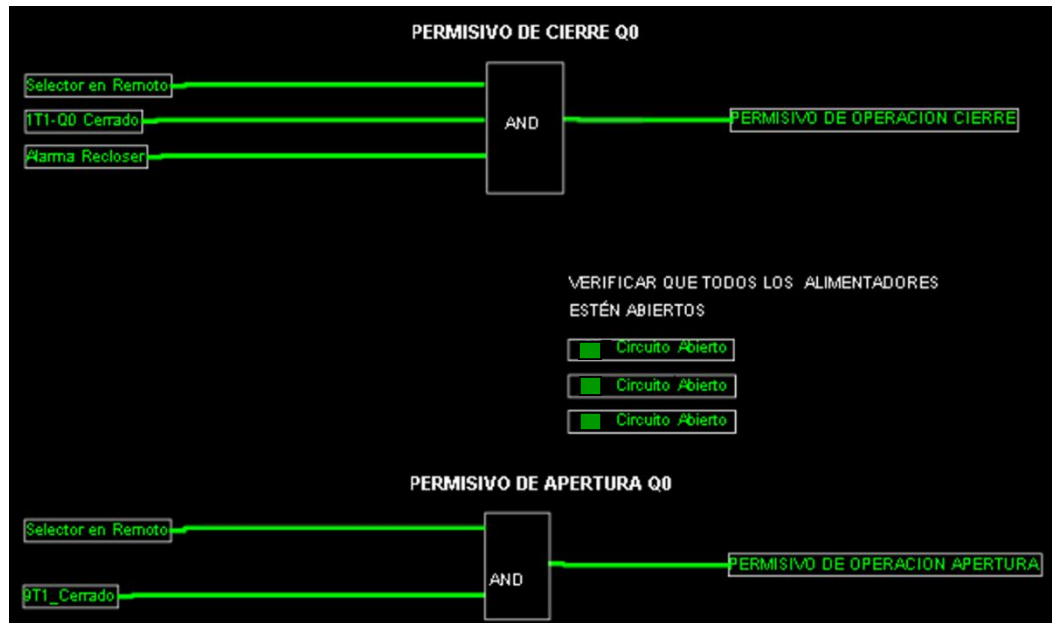 PERMISIVO DE CIERRE Q0
Selector en Remoto
1T1-Q0 Cerrado
AND
PERMISIVO DE OPERACION CIERRE
Alarma Recloser
VERIFICAR QUE TODOS LOS ALIMENTADORES
ESTÉN ABIERTOS
Circuito Abierto
Circuito Abierto
Circuito Abierto
PERMISIVO DE APERTURA Q0
Selector en Remoto
PERMISIVO DE OPERACION APERTURA
AND
9T1_Cerrado